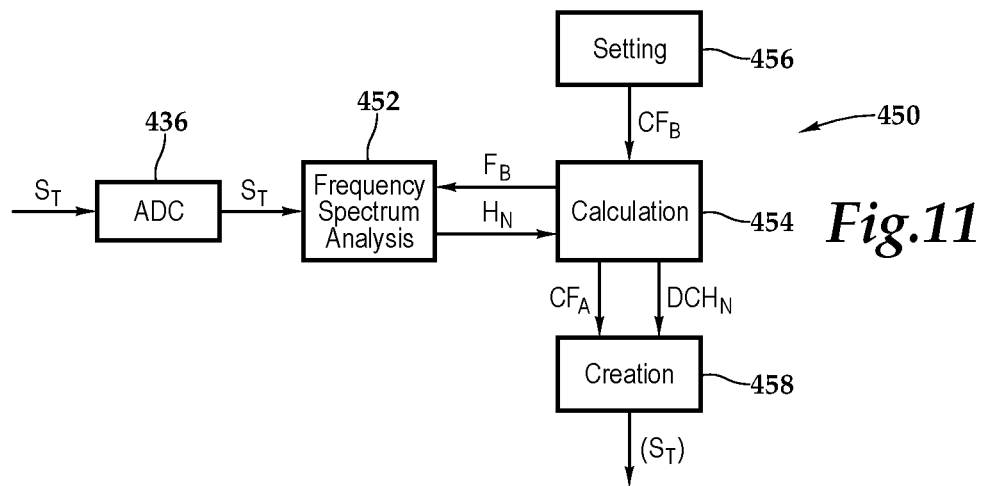 Setting
456
CF_B
450
436
452
S_T
ADC
S_T
Frequency
Spectrum
Analysis
F_B
H_N
Calculation
454
Fig.11
CF_A
DCH_N
Creation
458
(S_T)